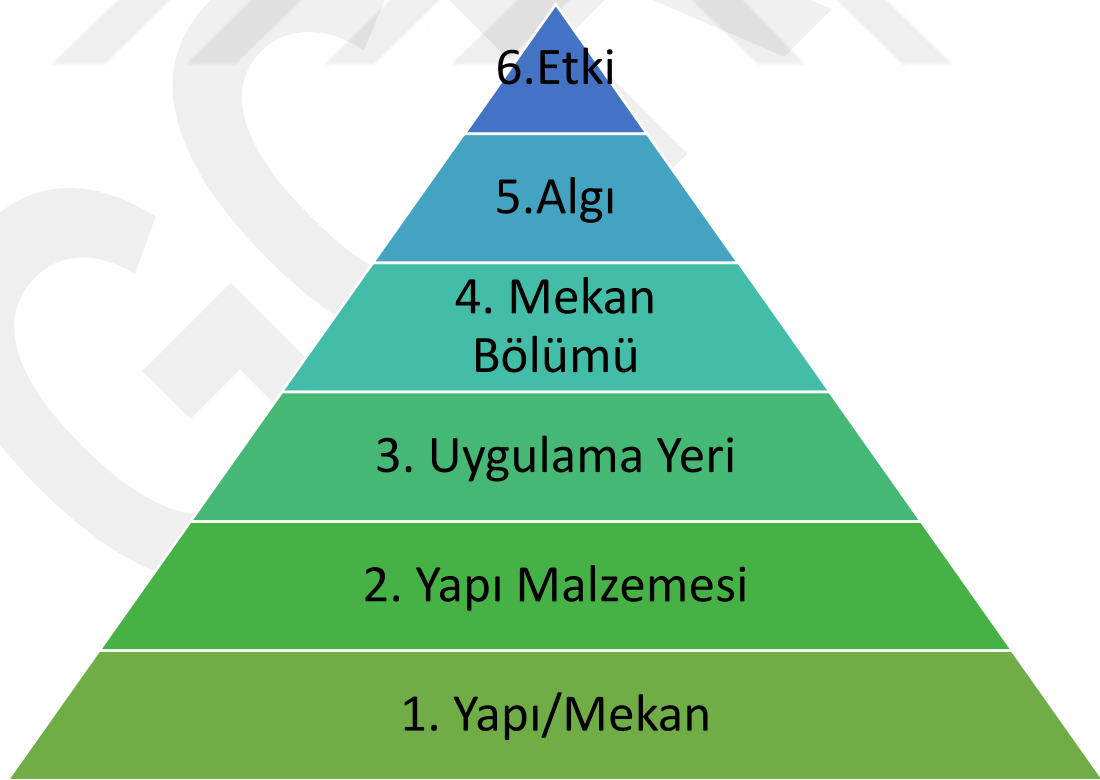 6.Etki
5.Algı
4. Mekan
Bölümü
3. Uygulama Yeri
2. Yapı Malzemesi
1. Yapı/Mekan